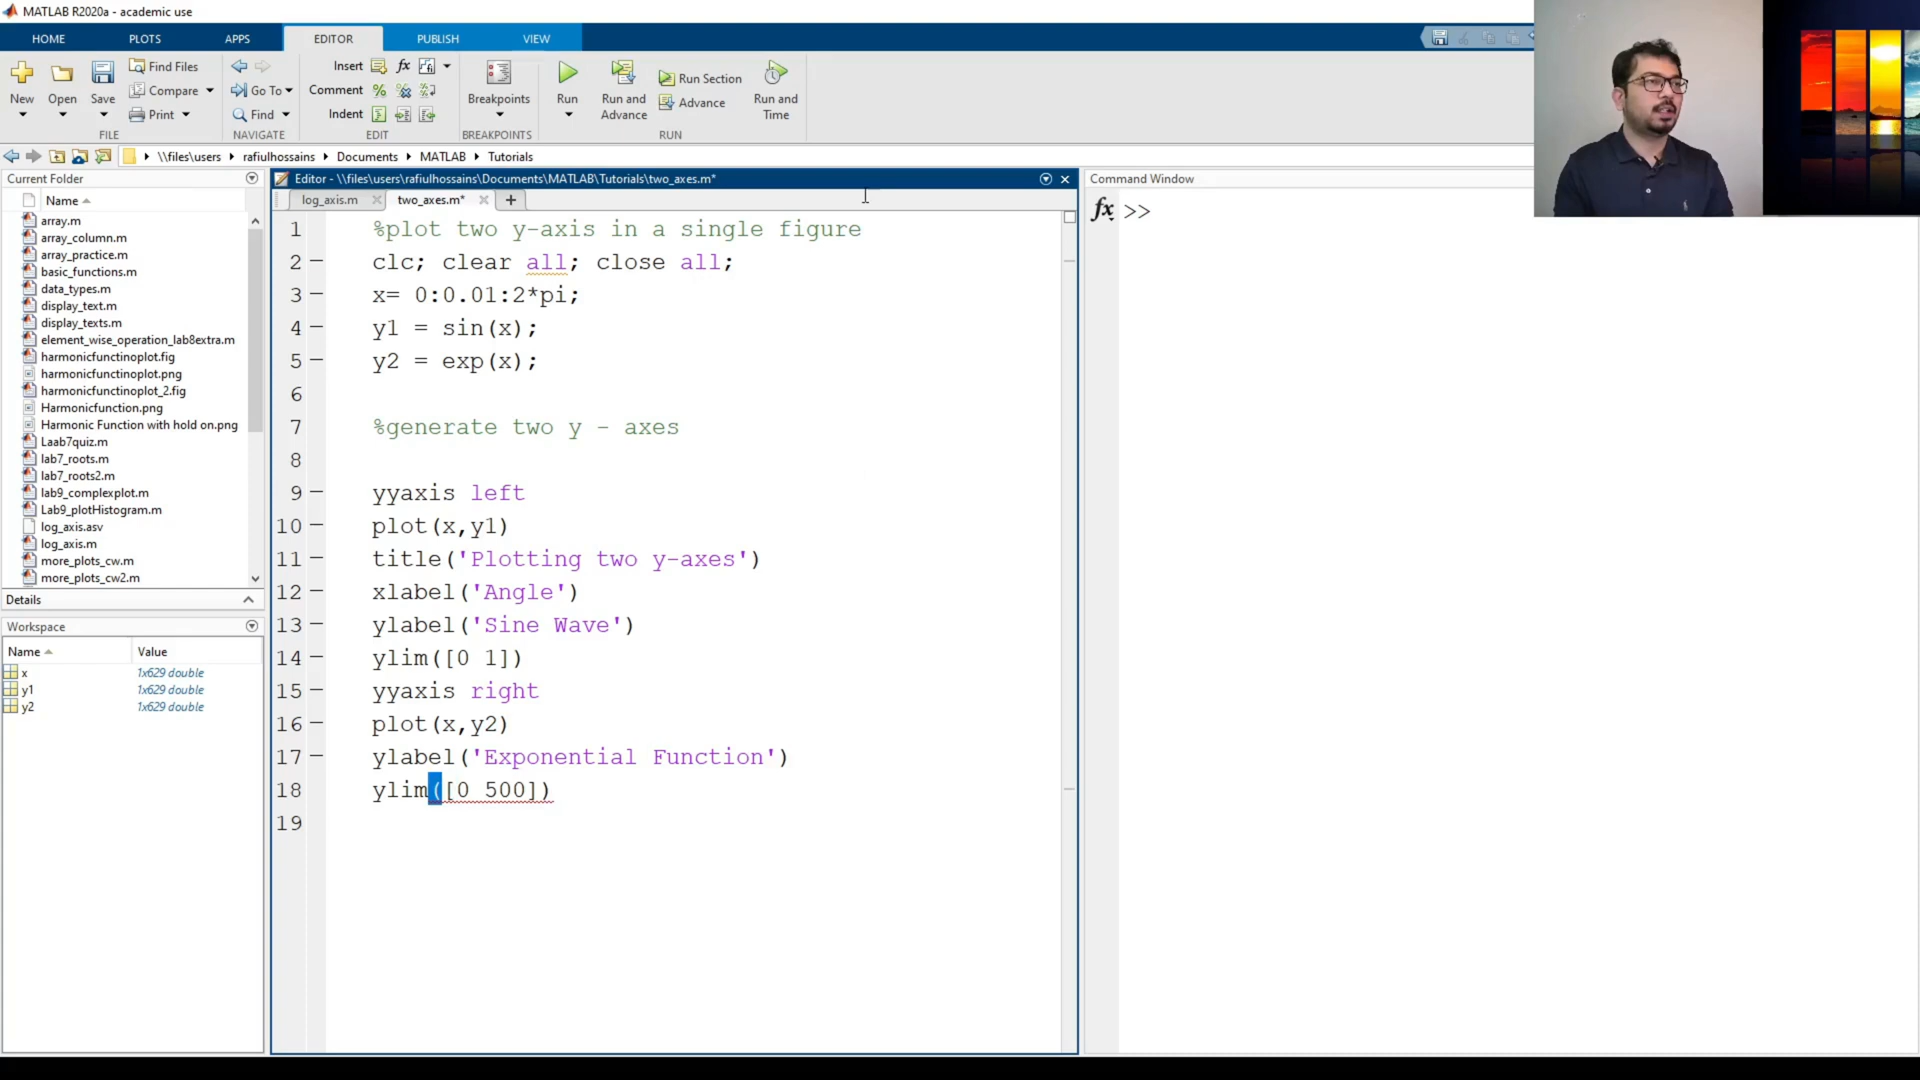 MATLAB R2020a - academic use
HOME PLOTS APPS EDITOR PUBLISH VIEW
New Open Save Find Files Compare Print
FILE
Go To Find
NAVIGATE
Insert fx
Comment %
Indent
EDIT
Breakpoints
BREAKPOINTS
Run Run and Advance Run Section Advance Run and Time
RUN
\\files\users rafiulhossains Documents MATLAB Tutorials
Current Folder
Name
array.m
array_column.m
array_practice.m
basic_functions.m
data_types.m
display_text.m
display_texts.m
element_wise_operation_lab8extra.m
harmonicfunctinoplot.fig
harmonicfunctinoplot.png
harmonicfunctinoplot_2.fig
Harmonicfunction.png
Harmonic Function with hold on.png
Laab7quiz.m
lab7_roots.m
lab7_roots2.m
lab9_complexplot.m
Lab9_plotHistogram.m
log_axis.asv
log_axis.m
more_plots_cw.m
more_plots_cw2.m
Details
Workspace
Name Value
x 1x629 double
y1 1x629 double
y2 1x629 double
Editor - \\files\users\rafiulhossains\Documents\MATLAB\Tutorials\two_axes.m*
log_axis.m two_axes.m* +
1 %plot two y-axis in a single figure
2 clc; clear all; close all;
3 x= 0:0.01:2*pi;
4 y1 = sin(x);
5 y2 = exp(x);
6
7 %generate two y - axes
8
9 yyaxis left
10 plot(x,y1)
11 title('Plotting two y-axes')
12 xlabel('Angle')
13 ylabel('Sine Wave')
14 ylim([0 1])
15 yyaxis right
16 plot(x,y2)
17 ylabel('Exponential Function')
18 ylim([0 500])
19
Command Window
fx >>